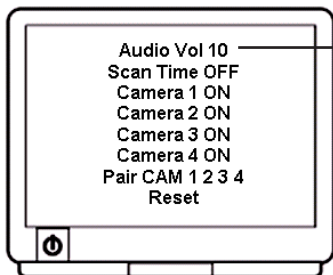 Audio Vol 10
Scan Time OFF
Camera 1 ON
Camera 2 ON
Camera 3 ON
Camera 4 ON
Pair CAM 1 2 3 4
Reset